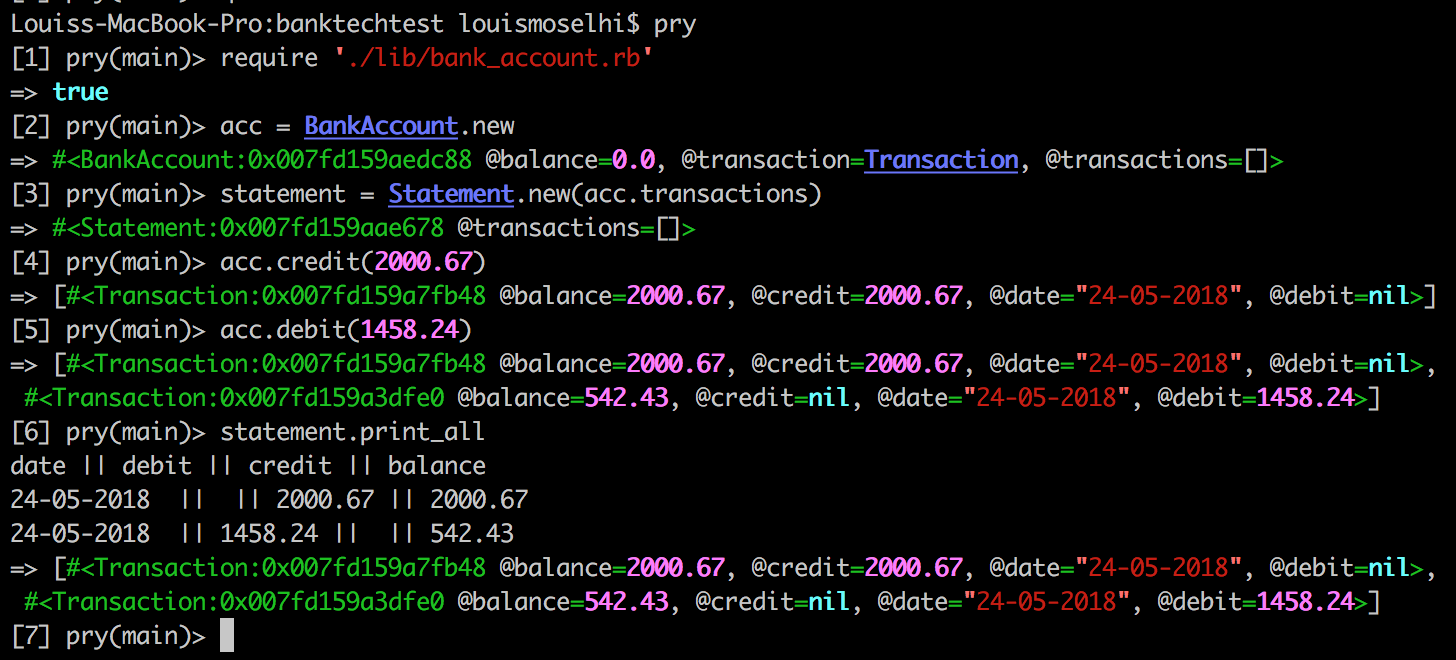 Louiss-MacBook-Pro:banktechtest louismoselhi$ pry
[1] pry(main)> require './lib/bank_account.rb'
=> true
[2] pry(main)> acc = BankAccount.new
=> #<BankAccount:0x007fd159aedc88 @balance=0.0, @transaction=Transaction, @transactions=[]>
[3] pry(main)> statement = Statement.new(acc.transactions)
=> #<Statement:0x007fd159aae678 @transactions=[]>
[4] pry(main)> acc.credit(2000.67)
=> [#<Transaction:0x007fd159a7fb48 @balance=2000.67, @credit=2000.67, @date="24-05-2018", @debit=nil>]
[5] pry(main)> acc.debit(1458.24)
=> [#<Transaction:0x007fd159a7fb48 @balance=2000.67, @credit=2000.67, @date="24-05-2018", @debit=nil>,
 #<Transaction:0x007fd159a3dfe0 @balance=542.43, @credit=nil, @date="24-05-2018", @debit=1458.24>]
[6] pry(main)> statement.print_all
date || debit || credit || balance
24-05-2018  ||  || 2000.67 || 2000.67
24-05-2018  || 1458.24 ||  || 542.43
=> [#<Transaction:0x007fd159a7fb48 @balance=2000.67, @credit=2000.67, @date="24-05-2018", @debit=nil>,
 #<Transaction:0x007fd159a3dfe0 @balance=542.43, @credit=nil, @date="24-05-2018", @debit=1458.24>]
[7] pry(main)>